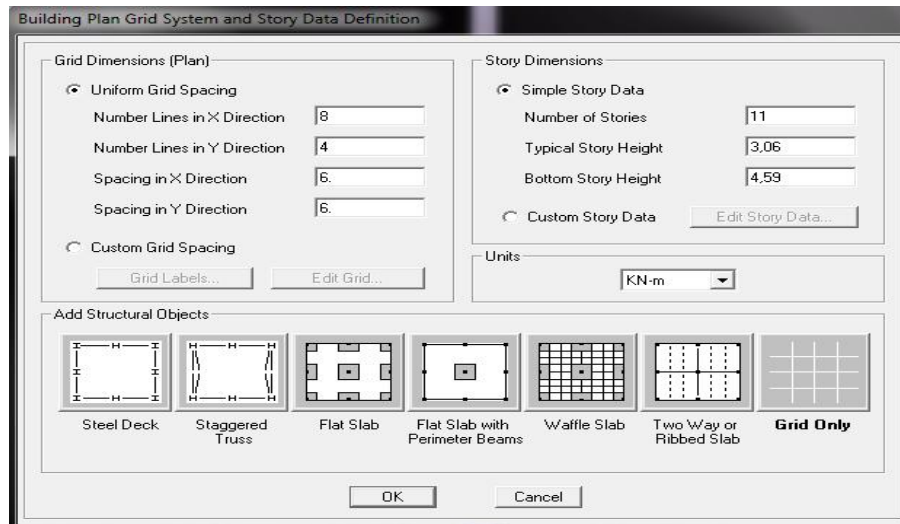 Building Plan Grid System and Story Data Definition
Grid Dimensions (Plan)
Uniform Grid Spacing
Number Lines in X Direction 8
Number Lines in Y Direction 4
Spacing in X Direction 6.
Spacing in Y Direction 6.
Custom Grid Spacing
Grid Labels... Edit Grid...
Story Dimensions
Simple Story Data
Number of Stories 11
Typical Story Height 3,06
Bottom Story Height 4,59
Custom Story Data Edit Story Data...
Units
KN-m
Add Structural Objects
Steel Deck
Staggered
Truss
Flat Slab
Flat Slab with
Perimeter Beams
Waffle Slab
Two Way or
Ribbed Slab
Grid Only
OK Cancel